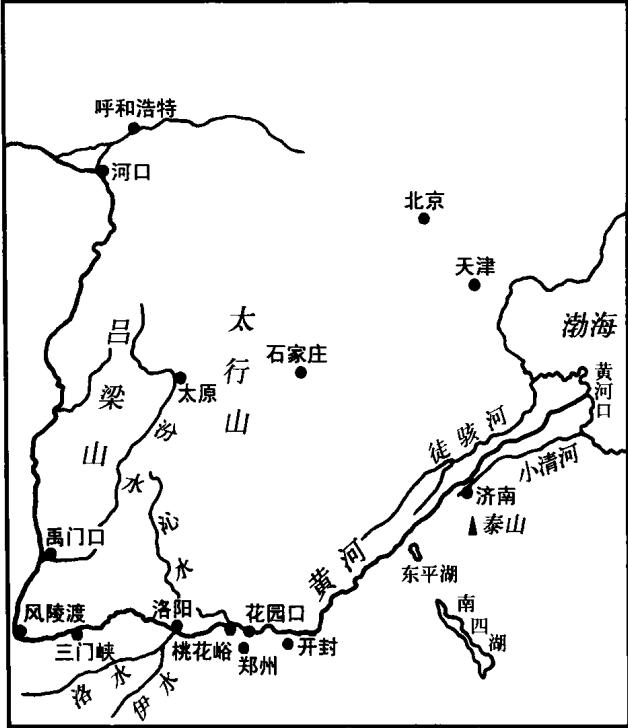 呼和浩特
河口
北京
天津
渤海
吕梁山
太行山
石家庄
太原
汾水
黄河口
徒骇河
小清河
济南
泰山
沁水
禹门口
黄河
东平湖
南四湖
风陵渡
三门峡
洛阳
桃花峪
花园口
郑州
开封
洛水
伊水